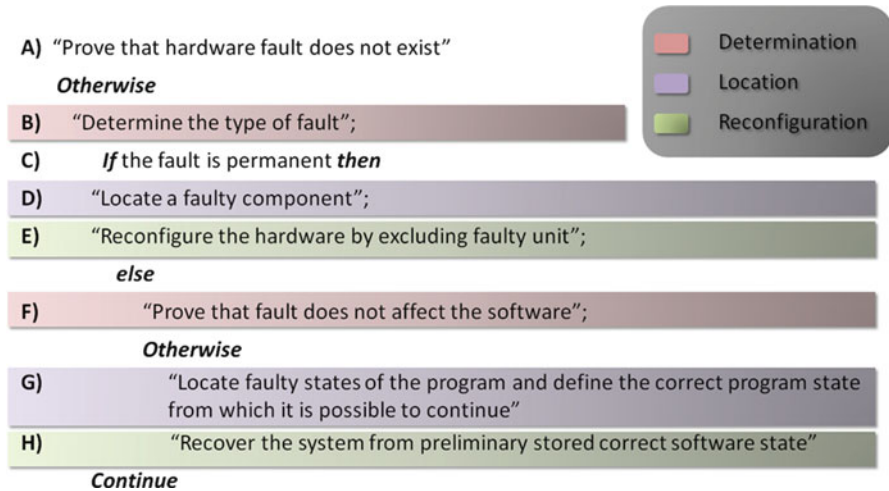 A) “Prove that hardware fault does not exist”
Otherwise
B) “Determine the type of fault”;
C) If the fault is permanent then
D) “Locate a faulty component”;
E) “Reconfigure the hardware by excluding faulty unit”;
else
F) “Prove that fault does not affect the software”;
Otherwise
G) “Locate faulty states of the program and define the correct program state
from which it is possible to continue”
H) “Recover the system from preliminary stored correct software state”
Continue
Determination
Location
Reconfiguration